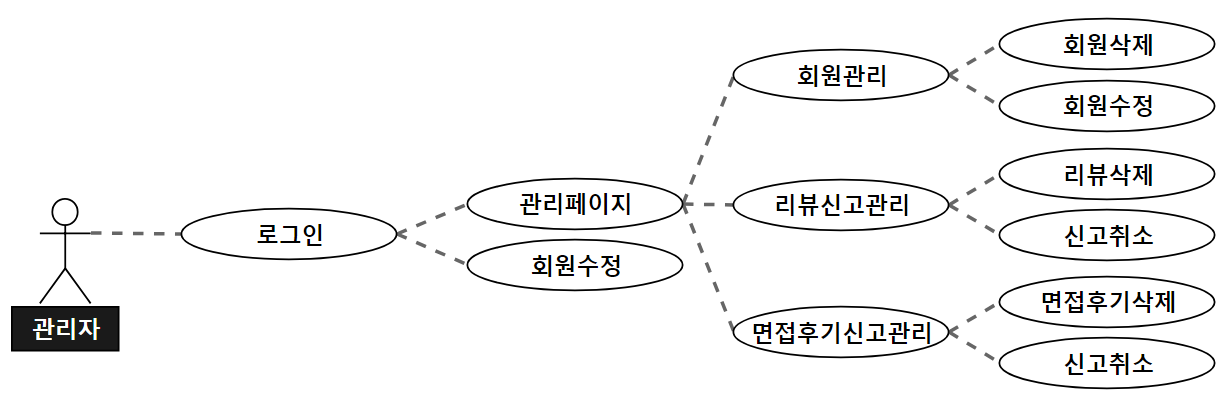 관리자
로그인
관리페이지
회원수정
회원관리
리뷰신고관리
면접후기신고관리
회원삭제
회원수정
리뷰삭제
신고취소
면접후기삭제
신고취소